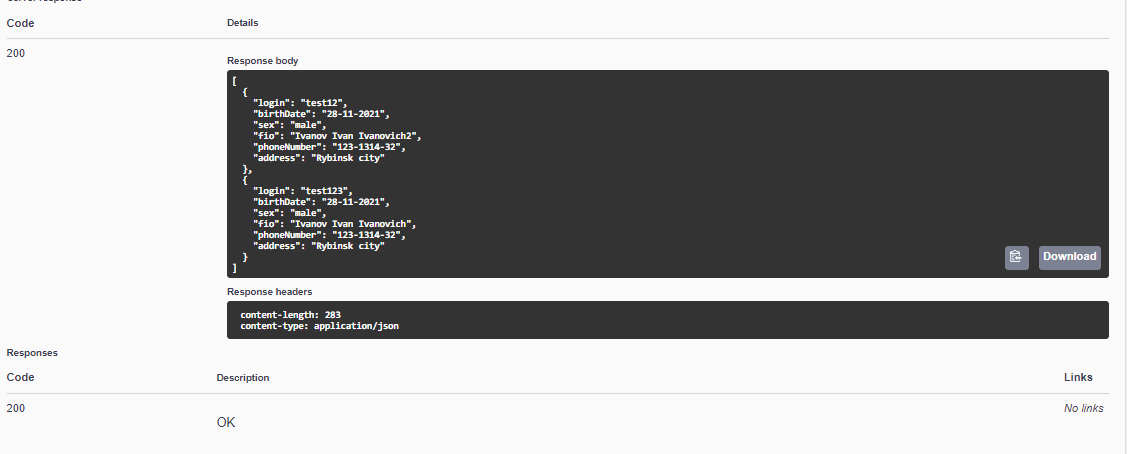 Server response
Code Details
200
Response body
[
  {
    "login": "test12",
    "birthDate": "28-11-2021",
    "sex": "male",
    "fio": "Ivanov Ivan Ivanovich2",
    "phoneNumber": "123-1314-32",
    "address": "Rybinsk city"
  },
  {
    "login": "test123",
    "birthDate": "28-11-2021",
    "sex": "male",
    "fio": "Ivanov Ivan Ivanovich",
    "phoneNumber": "123-1314-32",
    "address": "Rybinsk city"
  }
]
Download
Response headers
content-length: 283
content-type: application/json
Responses
Code Description Links
200 No links
OK